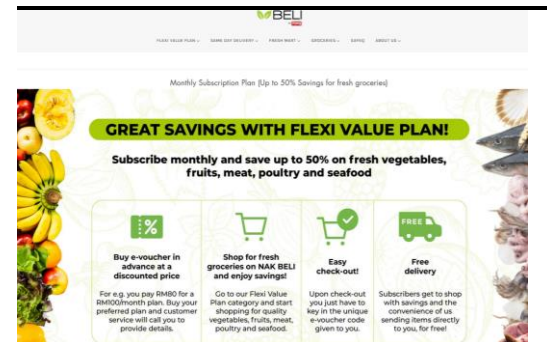 BELI
FLEXI VALUE PLAN SAME DAY DELIVERY FRESH MART GROCERIES ABOUT US
Monthly Subscription Plan (Up to 50% Savings for fresh groceries)
GREAT SAVINGS WITH FLEXI VALUE PLAN!
Subscribe monthly and save up to 50% on fresh vegetables,
fruits, meat, poultry and seafood
%
Buy e-voucher in
advance at a
discounted price
For e.g. you pay RM80 for a
RM100/month plan. Buy your
preferred plan and customer
service will call you to
provide details.
Shop for fresh
groceries on NAK BELI
and enjoy savings!
Go to our Flexi Value
Plan category and start
shopping for quality
vegetables, fruits, meat,
poultry and seafood.
Easy
check-out!
Upon check-out
you just have to
key in the unique
e-voucher code
given to you.
FREE
Free
delivery
Subscribers get to shop
with savings and the
convenience of us
sending items directly
to you, for free!